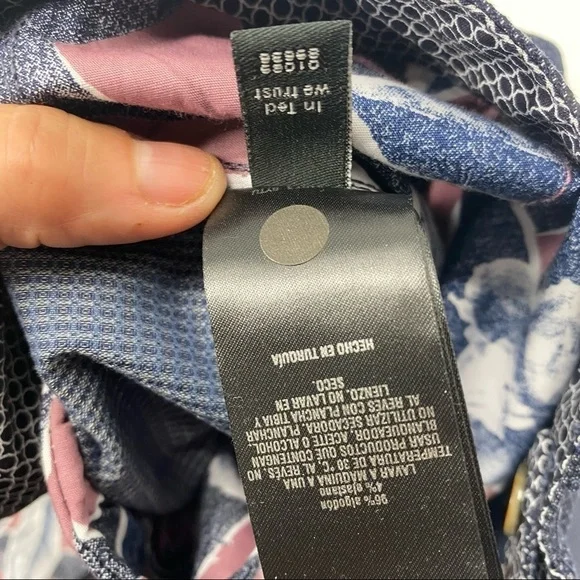 In Ted
we trust
96% algodón
4% elastano
LAVAR A MÁQUINA A UNA
TEMPERATURA DE 30 °C, AL REVÉS NO
USAR PRODUCTOS QUE CONTENGAN
BLANQUEADOR, ACEITE O ALCOHOL,
NO UTILIZAR SECADORA, PLANCHAR
AL REVÉS CON PLANCHA TIBIA Y
LIENZO, NO LAVAR EN
SECO.
HECHO EN TURQUÍA